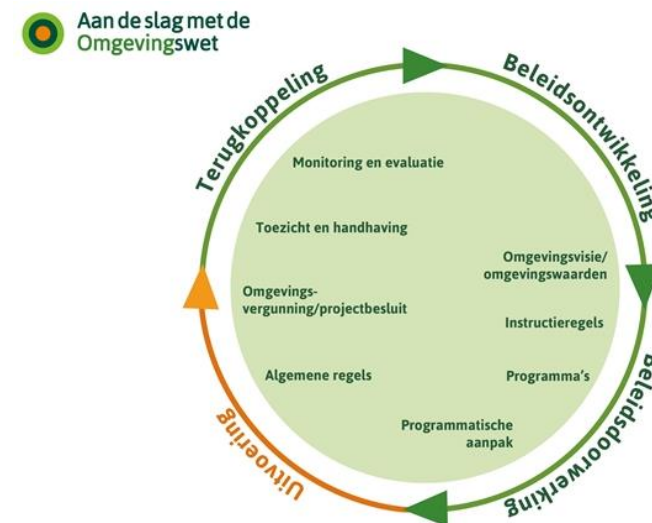 Aan de slag met de
Omgevingswet
Terugkoppeling
Beleidsontwikkeling
Monitoring en evaluatie
Toezicht en handhaving
Omgevingsvisie/
omgevingswaarden
Omgevings-
vergunning/projectbesluit
Instructieregels
Algemene regels
Programma's
Programmatische
aanpak
Uitvoering
Beleidsdoorwerking